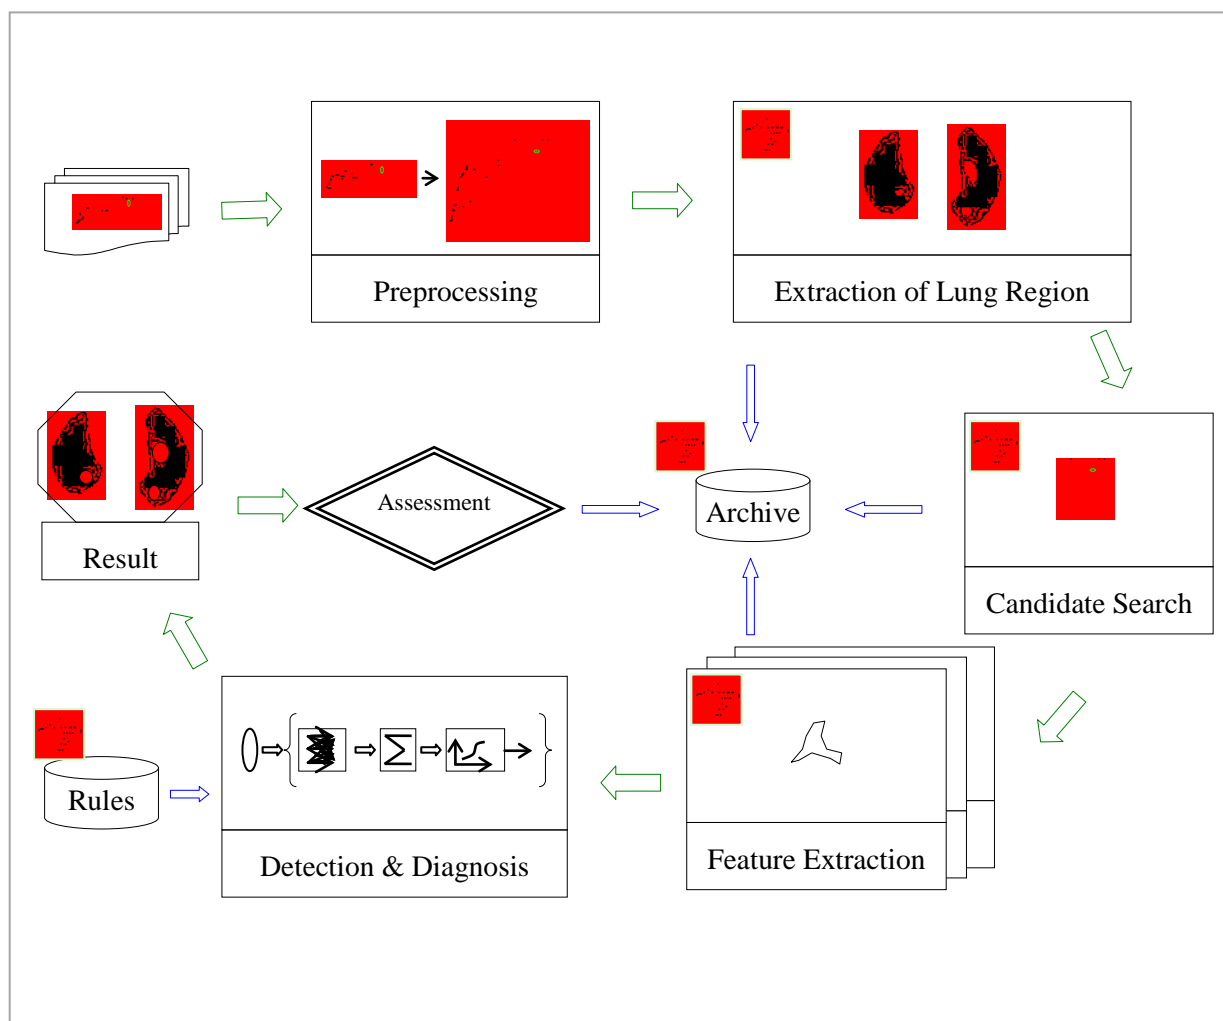 Preprocessing
Extraction of Lung Region
Assessment
Archive
Result
Candidate Search
Rules
Detection & Diagnosis
Feature Extraction